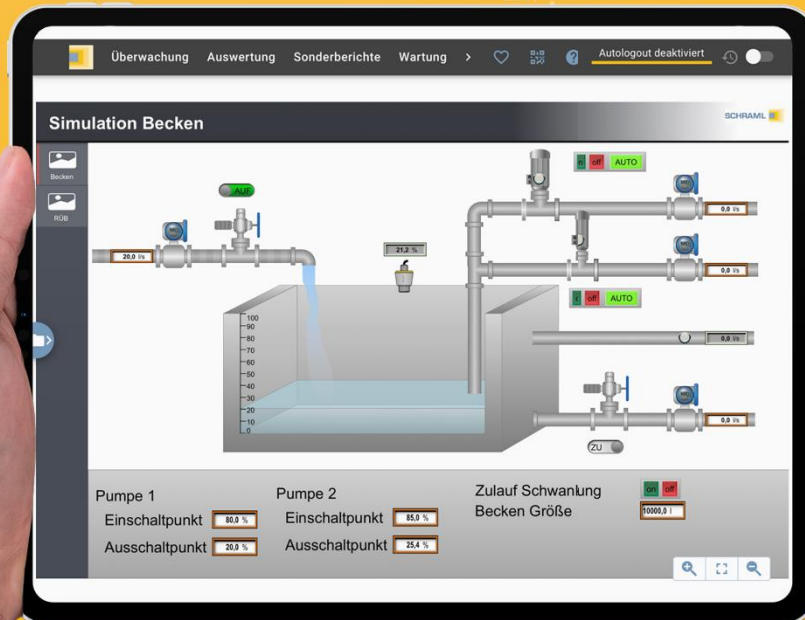 Überwachung Auswertung Sonderberichte Wartung > Autologout deaktiviert
Simulation Becken
SCHRAML
Becken
RÜB
AUF
off AUTO
20,0 l/s
21,2 %
0,0 l/s
0,0 l/s
off AUTO
0,0 l/s
100
90
80
70
60
50
40
30
20
10
0
0,0 l/s
ZU
Pumpe 1
Einschaltpunkt 80,0 %
Ausschaltpunkt 20,0 %
Pumpe 2
Einschaltpunkt 85,0 %
Ausschaltpunkt 25,4 %
Zulauf Schwanlung on off
Becken Größe 10000,0 l